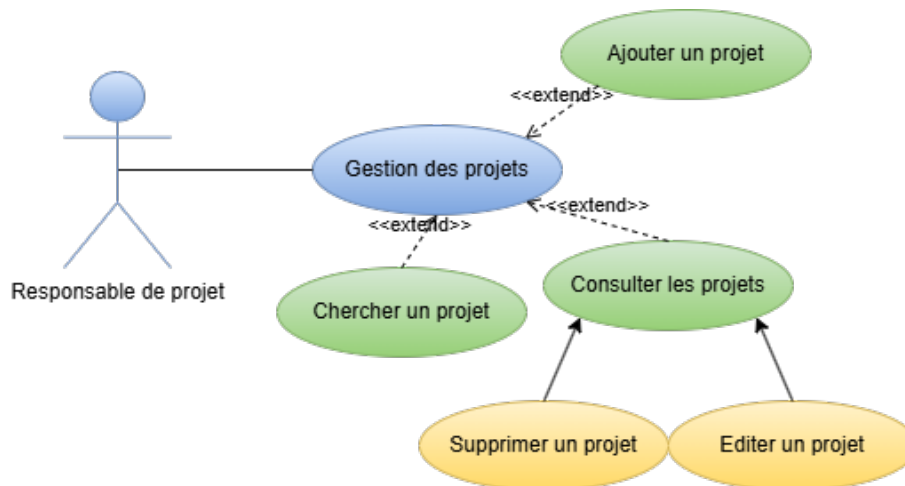 Ajouter un projet
<<extend>>
Gestion des projets
<<extend>>
<<extend>>
Responsable de projet
Chercher un projet
Consulter les projets
Supprimer un projet
Editer un projet